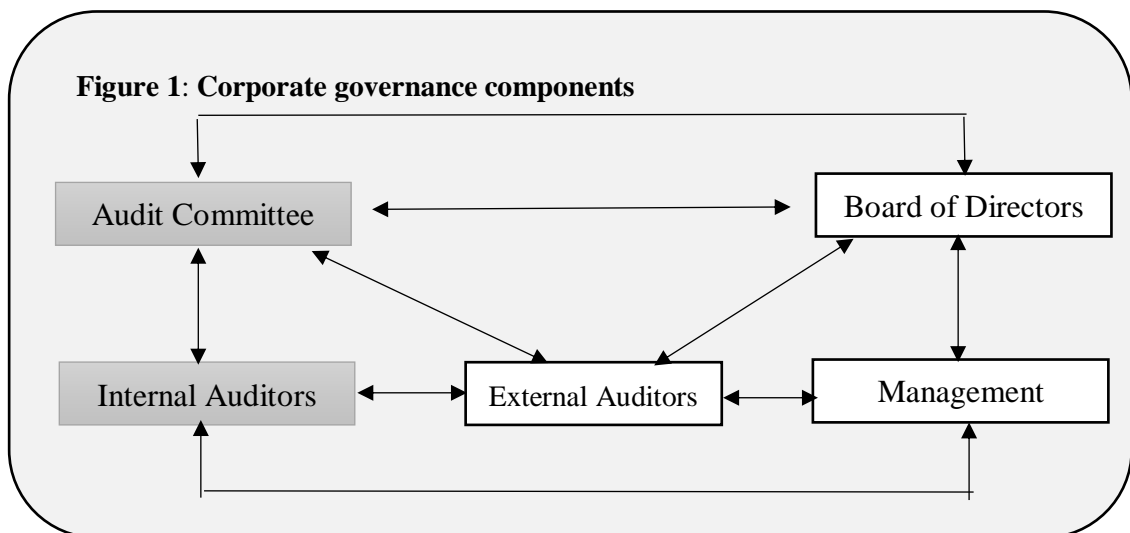 Figure 1: Corporate governance components
Audit Committee
Board of Directors
Internal Auditors
External Auditors
Management